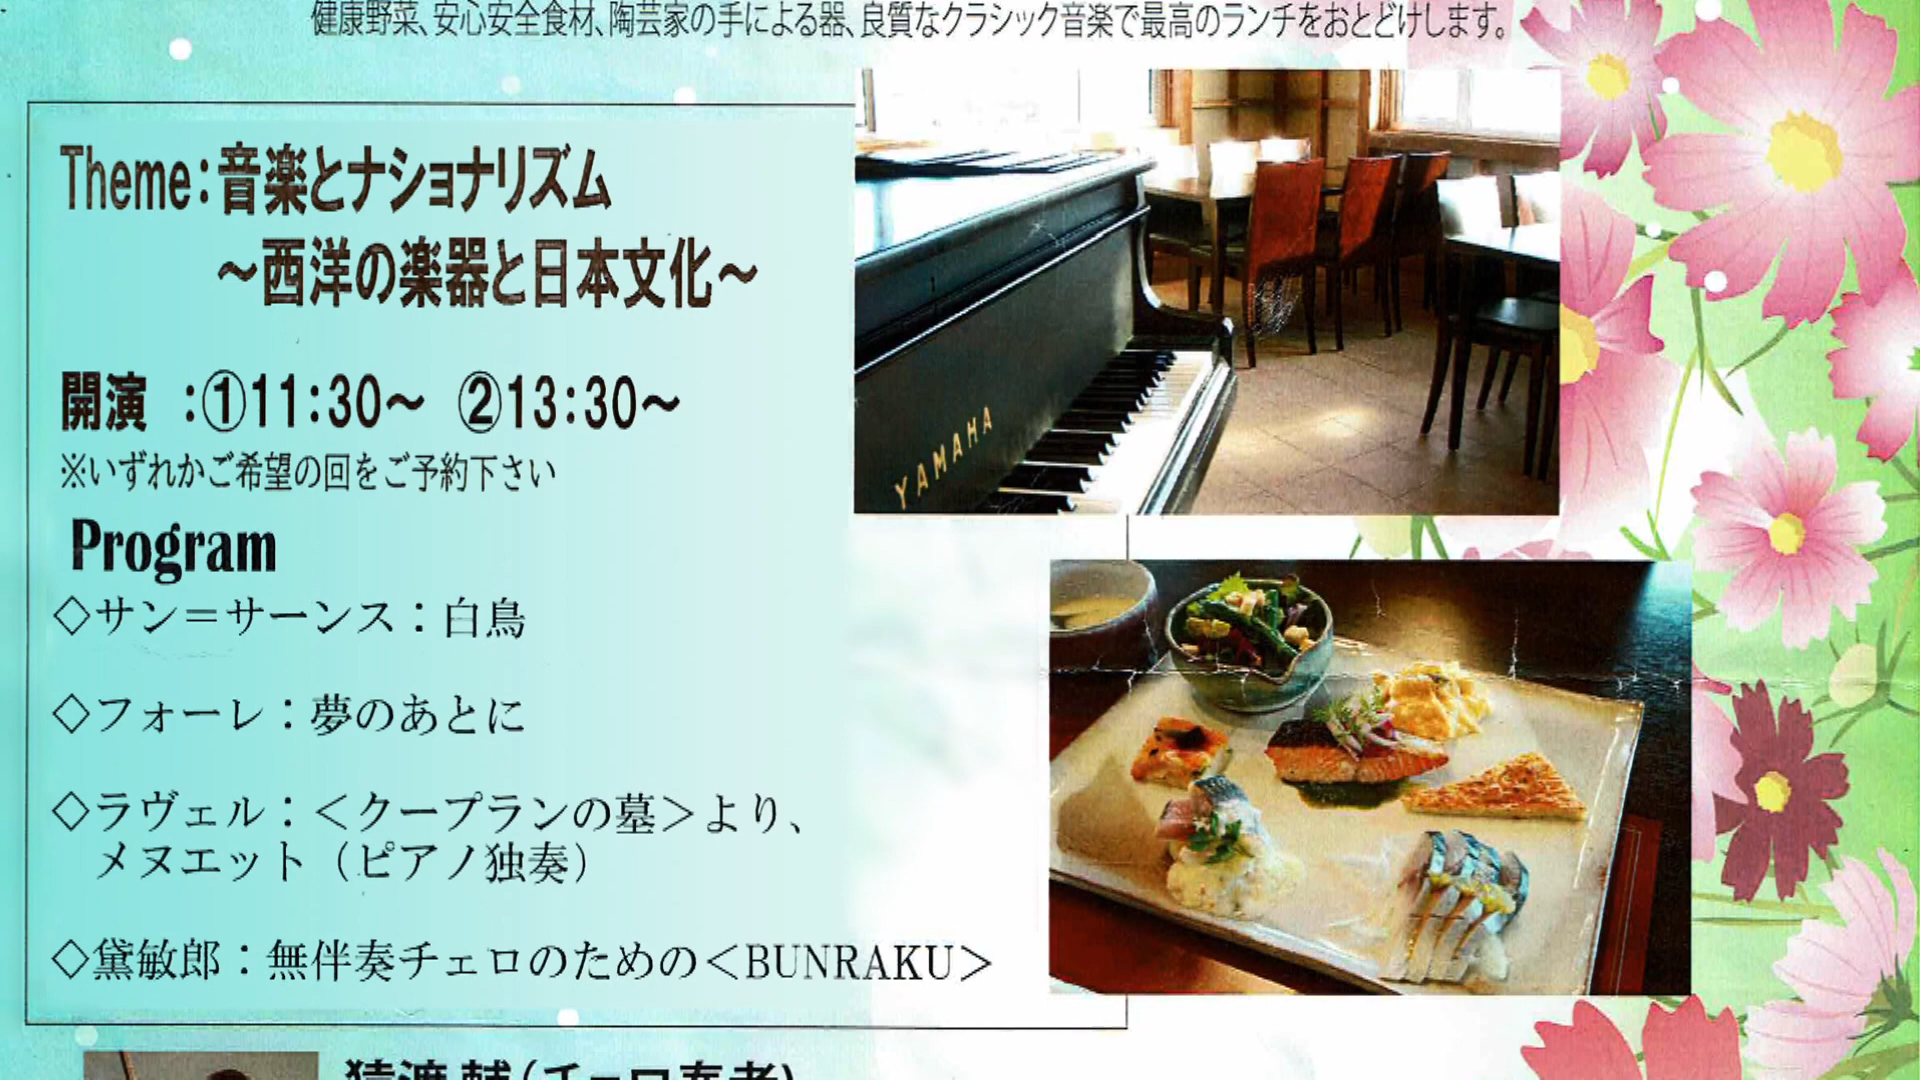 健康野菜、安心安全食材、陶芸家の手による器、良質なクラシック音楽で最高のランチをおとどけします。
Theme:音楽とナショナリズム
～西洋の楽器と日本文化～
開演 :①11:30～ ②13:30～
※いずれかご希望の回をご予約下さい
YAMAHA
Program
◇サン＝サーンス：白鳥
◇フォーレ：夢のあとに
◇ラヴェル：＜クープランの墓＞より、
メヌエット（ピアノ独奏）
◇黛敏郎：無伴奏チェロのための＜BUNRAKU＞